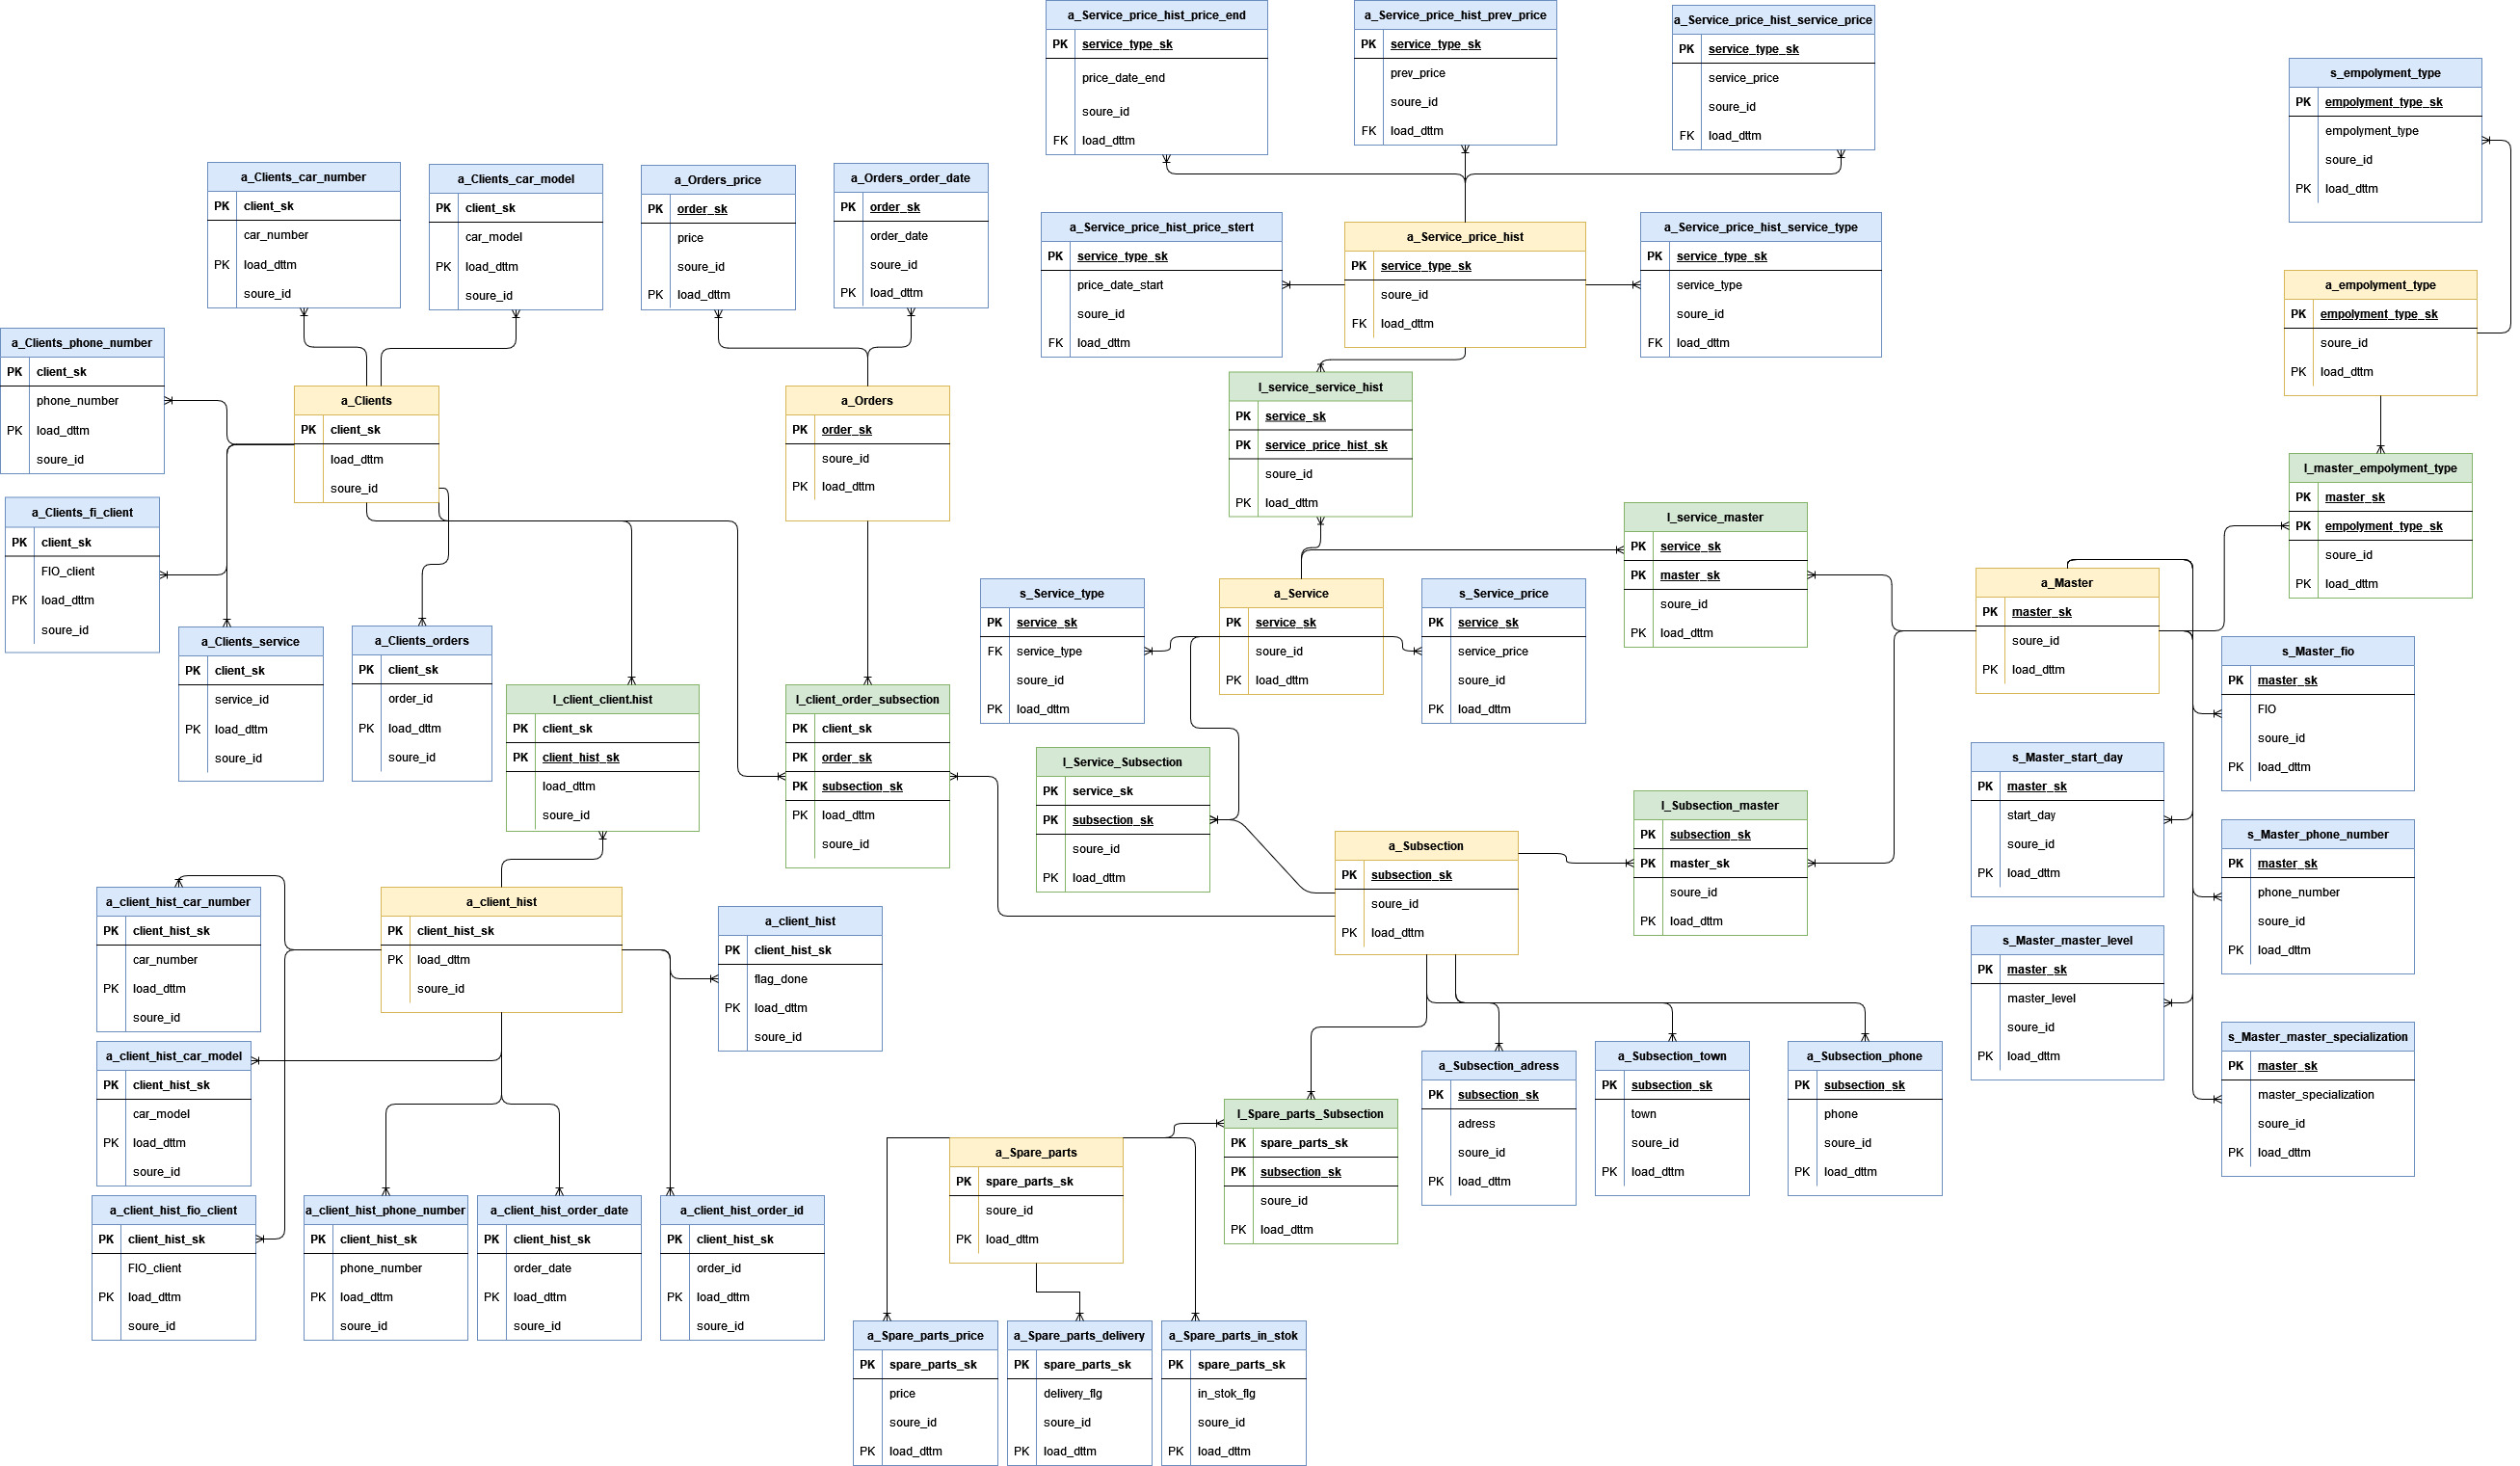 a_Service_price_hist_price_end
PK service_type_sk
price_date_end
soure_id
FK load_dttm
a_Service_price_hist_prev_price
PK service_type_sk
prev_price
soure_id
FK load_dttm
a_Service_price_hist_service_price
PK service_type_sk
service_price
soure_id
FK load_dttm
s_empolyment_type
PK empolyment_type_sk
empolyment_type
soure_id
PK load_dttm
a_Clients_car_number
PK client_sk
car_number
PK load_dttm
soure_id
a_Clients_car_model
PK client_sk
car_model
PK load_dttm
soure_id
a_Orders_price
PK order_sk
price
soure_id
PK load_dttm
a_Orders_order_date
PK order_sk
order_date
soure_id
PK load_dttm
a_Service_price_hist_price_stert
PK service_type_sk
price_date_start
soure_id
FK load_dttm
a_Service_price_hist
PK service_type_sk
soure_id
FK load_dttm
a_Service_price_hist_service_type
PK service_type_sk
service_type
soure_id
FK load_dttm
a_empolyment_type
PK empolyment_type_sk
soure_id
PK load_dttm
a_Clients_phone_number
PK client_sk
phone_number
PK load_dttm
soure_id
a_Clients
PK client_sk
load_dttm
soure_id
a_Orders
PK order_sk
soure_id
PK load_dttm
l_service_service_hist
PK service_sk
PK service_price_hist_sk
soure_id
PK load_dttm
l_master_empolyment_type
PK master_sk
PK empolyment_type_sk
soure_id
PK load_dttm
a_Clients_fi_client
PK client_sk
FIO_client
PK load_dttm
soure_id
l_service_master
PK service_sk
PK master_sk
soure_id
PK load_dttm
a_Clients_service
PK client_sk
service_id
PK load_dttm
soure_id
a_Clients_orders
PK client_sk
order_id
PK load_dttm
soure_id
s_Service_type
PK service_sk
FK service_type
soure_id
PK load_dttm
a_Service
PK service_sk
soure_id
PK load_dttm
s_Service_price
PK service_sk
service_price
soure_id
PK load_dttm
a_Master
PK master_sk
soure_id
PK load_dttm
s_Master_fio
PK master_sk
FIO
soure_id
PK load_dttm
l_client_client.hist
PK client_sk
PK client_hist_sk
load_dttm
soure_id
l_client_order_subsection
PK client_sk
PK order_sk
PK subsection_sk
PK load_dttm
soure_id
l_Service_Subsection
PK service_sk
PK subsection_sk
soure_id
PK load_dttm
s_Master_start_day
PK master_sk
start_day
soure_id
PK load_dttm
l_Subsection_master
PK subsection_sk
PK master_sk
soure_id
PK load_dttm
s_Master_phone_number
PK master_sk
phone_number
soure_id
PK load_dttm
a_Subsection
PK subsection_sk
soure_id
PK load_dttm
a_client_hist_car_number
PK client_hist_sk
car_number
PK load_dttm
soure_id
a_client_hist
PK client_hist_sk
PK load_dttm
soure_id
a_client_hist
PK client_hist_sk
flag_done
PK load_dttm
soure_id
s_Master_master_level
PK master_sk
master_level
soure_id
PK load_dttm
s_Master_master_specialization
PK master_sk
master_specialization
soure_id
PK load_dttm
a_client_hist_car_model
PK client_hist_sk
car_model
PK load_dttm
soure_id
a_Subsection_adress
PK subsection_sk
adress
soure_id
PK load_dttm
a_Subsection_town
PK subsection_sk
town
soure_id
PK load_dttm
a_Subsection_phone
PK subsection_sk
phone
soure_id
PK load_dttm
l_Spare_parts_Subsection
PK spare_parts_sk
PK subsection_sk
soure_id
PK load_dttm
a_Spare_parts
PK spare_parts_sk
soure_id
PK load_dttm
a_client_hist_fio_client
PK client_hist_sk
FIO_client
PK load_dttm
soure_id
a_client_hist_phone_number
PK client_hist_sk
phone_number
PK load_dttm
soure_id
a_client_hist_order_date
PK client_hist_sk
order_date
PK load_dttm
soure_id
a_client_hist_order_id
PK client_hist_sk
order_id
PK load_dttm
soure_id
a_Spare_parts_price
PK spare_parts_sk
price
soure_id
PK load_dttm
a_Spare_parts_delivery
PK spare_parts_sk
delivery_flg
soure_id
PK load_dttm
a_Spare_parts_in_stok
PK spare_parts_sk
in_stok_flg
soure_id
PK load_dttm